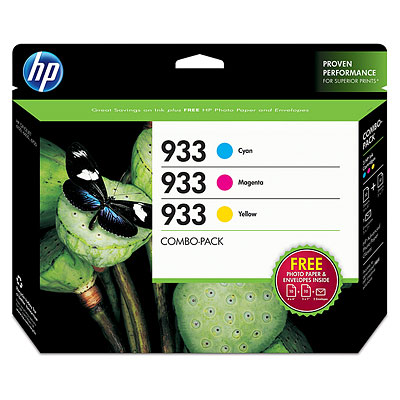 hp
PROVEN
PERFORMANCE
FOR SUPERIOR PRINTS
Great Savings on Ink plus FREE HP Photo Paper and Envelopes
COMBO-
PACK
933 Cyan
933 Magenta
933 Yellow
COMBO-PACK
FREE
PHOTO PAPER &
ENVELOPES INSIDE